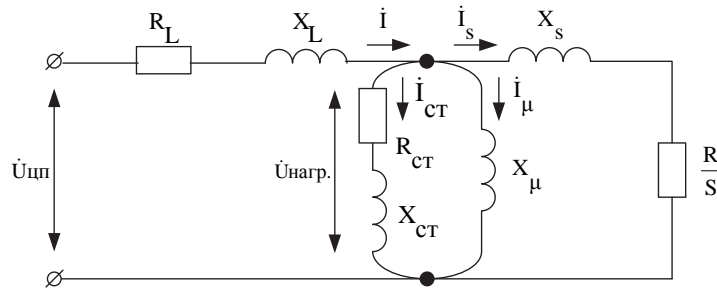 R_L
X_L
İ
İ_s
X_s
İ_ст
İ_μ
U̇цп
U̇нагр.
R_ст
X_μ
R
S
X_ст